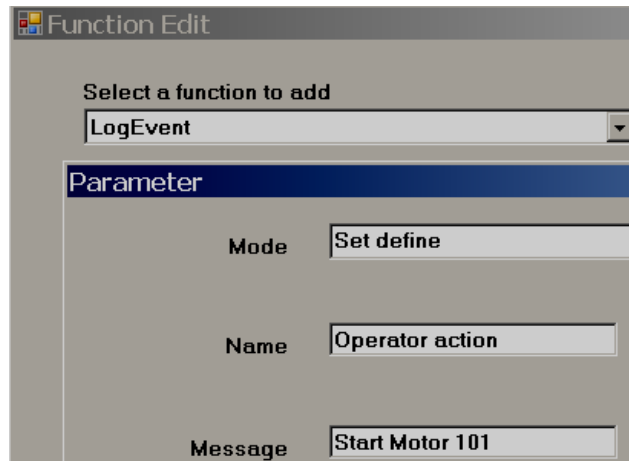 Function Edit
Select a function to add
LogEvent
Parameter
Mode Set define
Name Operator action
Message Start Motor 101